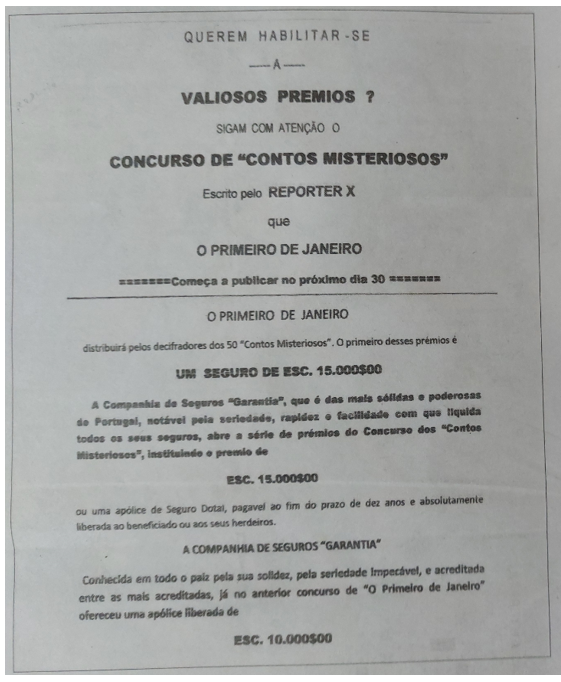 QUEREM HABILITAR-SE
——A——
VALIOSOS PREMIOS ?
SIGAM COM ATENÇÃO O
CONCURSO DE "CONTOS MISTERIOSOS"
Escrito pelo REPÓRTER X
que
O PRIMEIRO DE JANEIRO
=======Começa a publicar no próximo dia 30 =======
O PRIMEIRO DE JANEIRO
distribuirá pelos decifradores dos 50 "Contos Misteriosos". O primeiro desses prémios é
UM SEGURO DE ESC. 15.000$00
A Companhia de Seguros "Garantia", que é das mais sólidas e poderosas
de Portugal, notável pela seriedade, rapidez e facilidade com que liquida
todos os seus seguros, abre a série de prémios do Concurso dos "Contos
Misteriosos", instituindo o premio de
ESC. 15.000$00
ou uma apólice de Seguro Dotal, pagavel ao fim do prazo de dez anos e absolutamente
liberada ao beneficiado ou aos seus herdeiros.
A COMPANHIA DE SEGUROS "GARANTIA"
Conhecida em todo o paiz pela sua solidez, pela seriedade impecável, e acreditada
entre as mais acreditadas, já no anterior concurso de "O Primeiro de Janeiro"
ofereceu uma apólice liberada de
ESC. 10.000$00